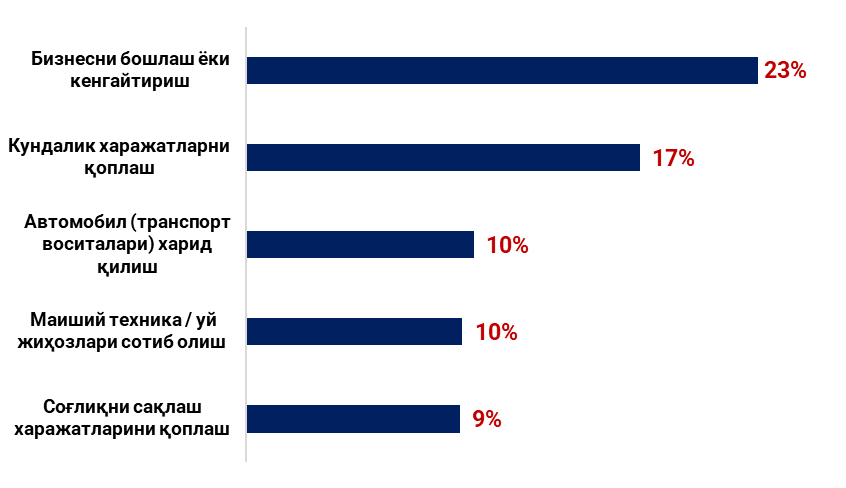 Бизнесни бошлаш ёки
кенгайтириш
23%
Кундалик харажатларни
қоплаш
17%
Автомобил (транспорт
воситалари) харид
қилиш
10%
Маиший техника / уй
жиҳозлари сотиб олиш
10%
Соғлиқни сақлаш
харажатларини қоплаш
9%